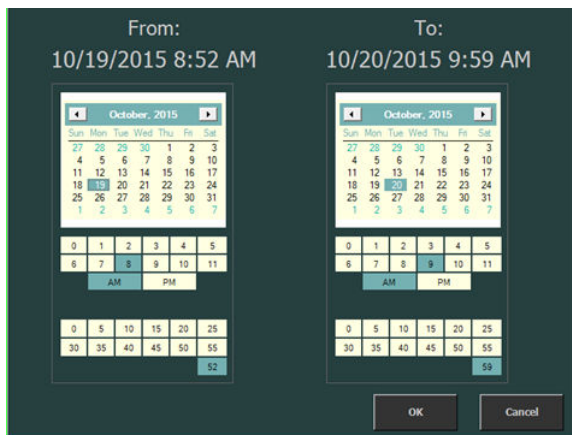 From:
10/19/2015 8:52 AM
October, 2015
Sun Mon Tue Wed Thu Fri Sat
27 28 29 30 1 2 3
4 5 6 7 8 9 10
11 12 13 14 15 16 17
18 19 20 21 22 23 24
25 26 27 28 29 30 31
1 2 3 4 5 6 7
0 1 2 3 4 5
6 7 8 9 10 11
AM PM
0 5 10 15 20 25
30 35 40 45 50 55
52
To:
10/20/2015 9:59 AM
October, 2015
Sun Mon Tue Wed Thu Fri Sat
27 28 29 30 1 2 3
4 5 6 7 8 9 10
11 12 13 14 15 16 17
18 19 20 21 22 23 24
25 26 27 28 29 30 31
1 2 3 4 5 6 7
0 1 2 3 4 5
6 7 8 9 10 11
AM PM
0 5 10 15 20 25
30 35 40 45 50 55
59
OK Cancel